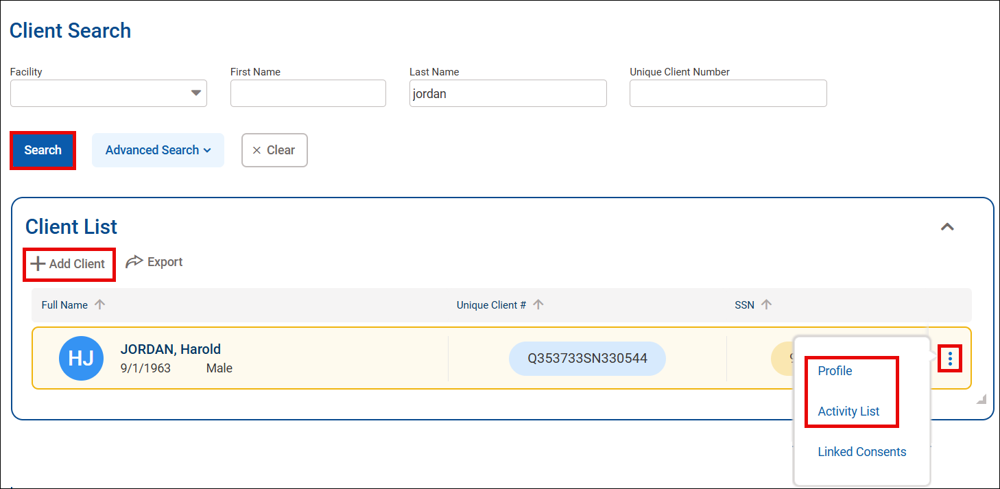 Client Search
Facility First Name Last Name Unique Client Number
jordan
Search Advanced Search Clear
Client List
Add Client Export
Full Name Unique Client # SSN
HJ JORDAN, Harold
9/1/1963 Male
Q353733SN330544
Profile
Activity List
Linked Consents